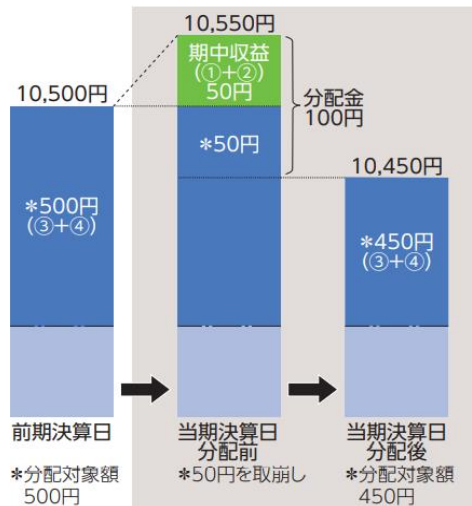 10,500円
*500円
(③+④)
前期決算日
*分配対象額
500円
10,550円
期中収益
(①+②)
50円
*50円
分配金
100円
当期決算日
分配前
*50円を取崩し
10,450円
*450円
(③+④)
当期決算日
分配後
*分配対象額
450円